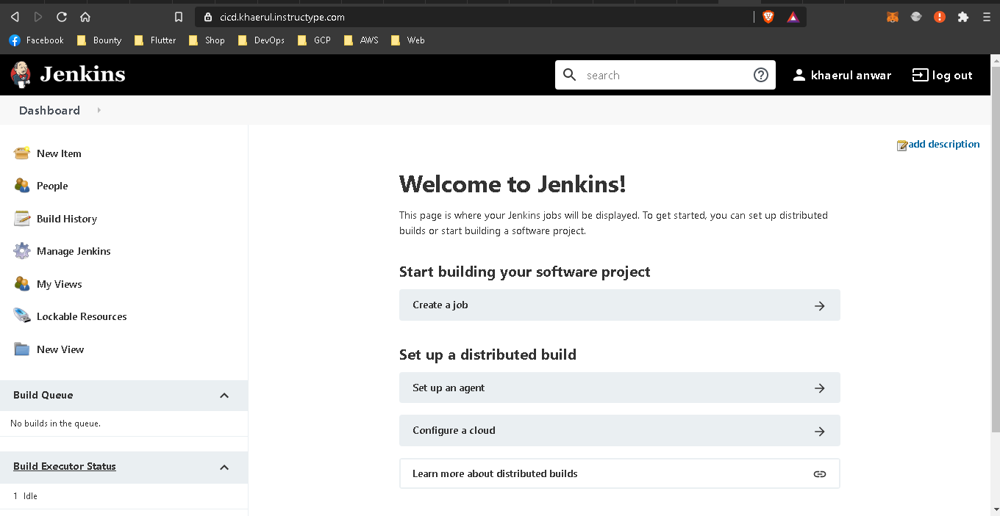 cicd.khaerul.instructype.com
Facebook Bounty Flutter Shop DevOps GCP AWS Web
Jenkins search khaerul anwar log out
Dashboard
New Item
People
Build History
Manage Jenkins
My Views
Lockable Resources
New View
Build Queue
No builds in the queue.
Build Executor Status
1 Idle
add description
Welcome to Jenkins!
This page is where your Jenkins jobs will be displayed. To get started, you can set up distributed
builds or start building a software project.
Start building your software project
Create a job
Set up a distributed build
Set up an agent
Configure a cloud
Learn more about distributed builds